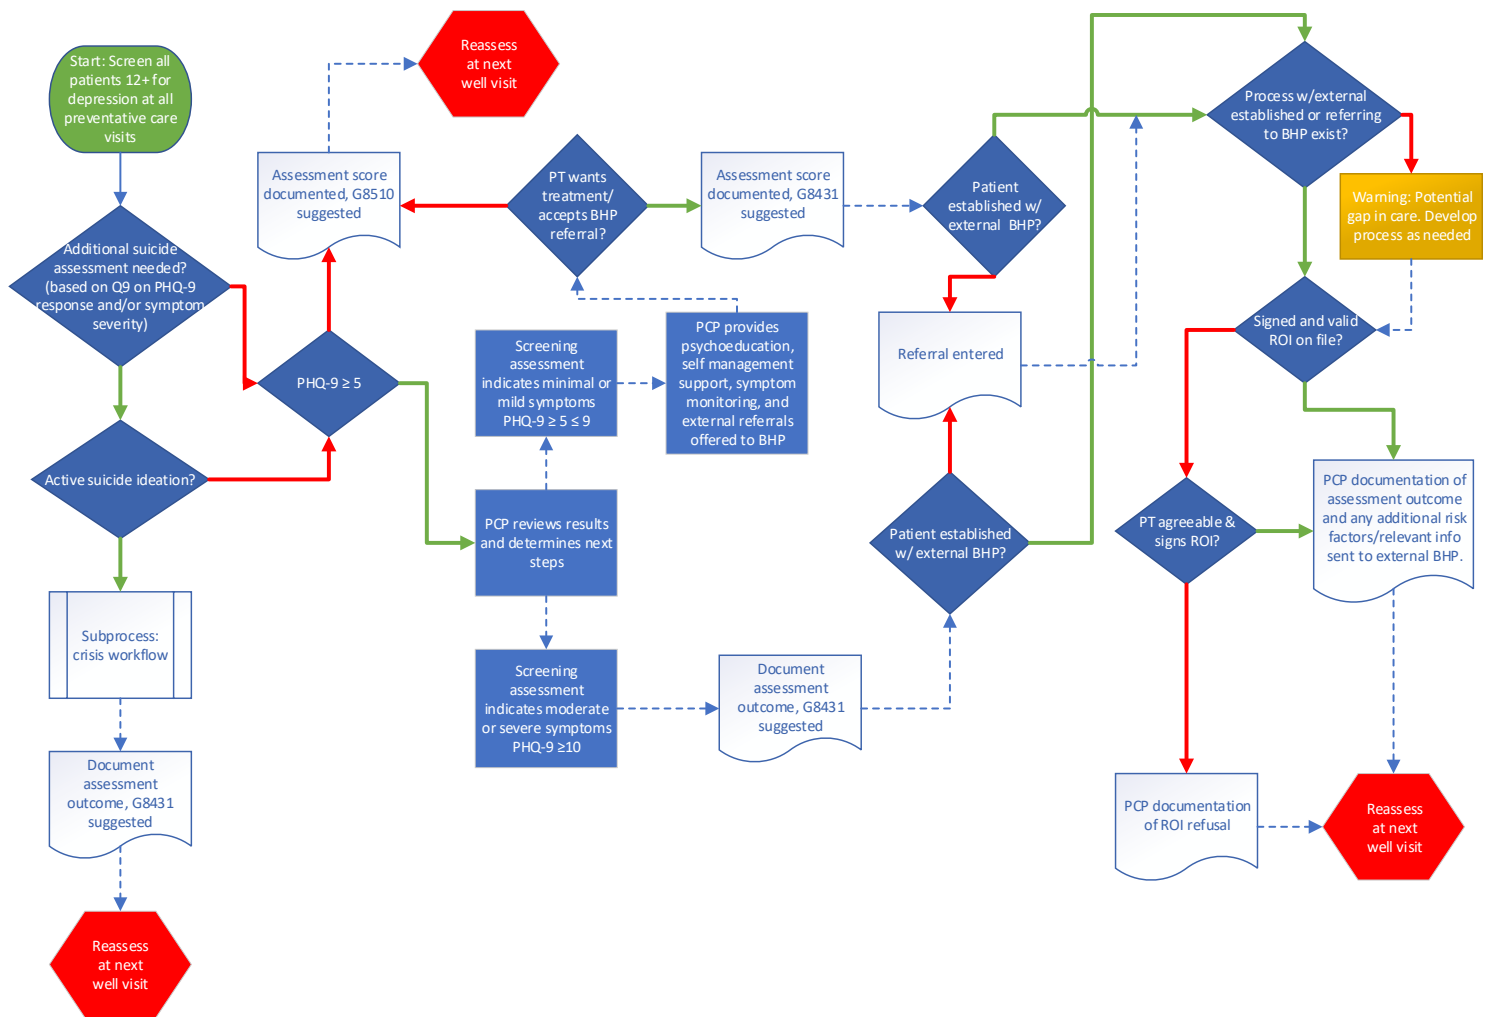 Start: Screen all
patients 12+ for
depression at all
preventative care
visits
Additional suicide
assessment needed?
(based on Q9 on PHQ-9
response and/or symptom
severity)
Active suicide ideation?
Subprocess:
crisis workflow
Document
assessment
outcome, G8431
suggested
Reassess
at next
well visit
PHQ-9 ≥ 5
Assessment score
documented, G8510
suggested
Reassess
at next
well visit
PT wants
treatment/
accepts BHP
referral?
Screening
assessment
indicates minimal or
mild symptoms
PHQ-9 ≥ 5 ≤ 9
PCP reviews results
and determines next
steps
Screening
assessment
indicates moderate
or severe symptoms
PHQ-9 ≥10
PCP provides
psychoeducation,
self management
support, symptom
monitoring, and
external referrals
offered to BHP
Assessment score
documented, G8431
suggested
Document
assessment
outcome, G8431
suggested
Patient
established w/
external BHP?
Referral entered
Patient established
w/ external BHP?
Process w/external
established or referring
to BHP exist?
Warning: Potential
gap in care. Develop
process as needed
Signed and valid
ROI on file?
PT agreeable &
signs ROI?
PCP documentation of
assessment outcome
and any additional risk
factors/relevant info
sent to external BHP.
PCP documentation
of ROI refusal
Reassess
at next
well visit